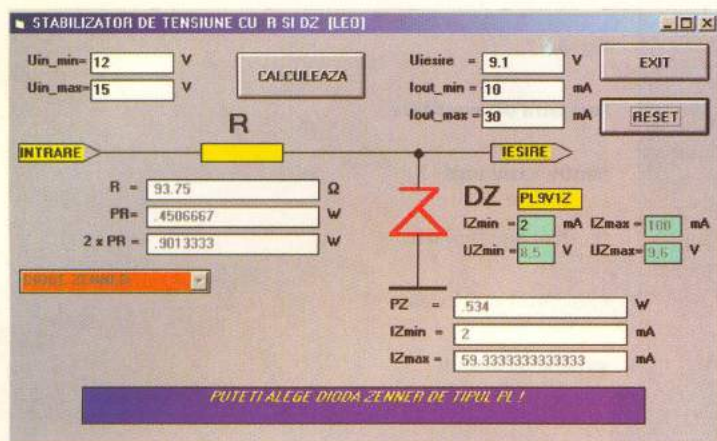 STABILIZATOR DE TENSIUNE CU R SI DZ [LEO]
Uin_min= 12 V
Uin_max= 15 V
CALCULEAZA
Uiesire = 9.1 V
Iout_min = 10 mA
Iout_max = 30 mA
EXIT
RESET
R
INTRARE
IESIRE
R = 93.75 Ω
PR= .4506667 W
2 x PR = .9013333 W
DIODE ZENNER
DZ PL9V1Z
IZmin = 2 mA IZmax = 100 mA
UZmin = 8,5 V UZmax= 9,6 V
PZ = .534 W
IZmin = 2 mA
IZmax = 59.3333333333333 mA
PUTETI ALEGE DIODA ZENNER DE TIPUL PL !